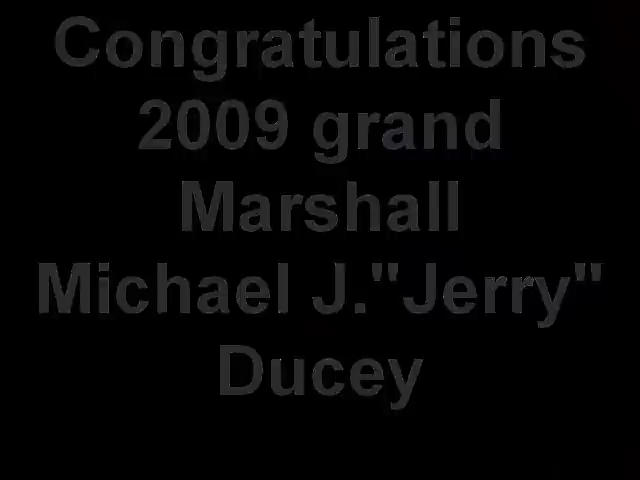 Congratulations
2009 grand
Marshall
Michael J."Jerry"
Ducey